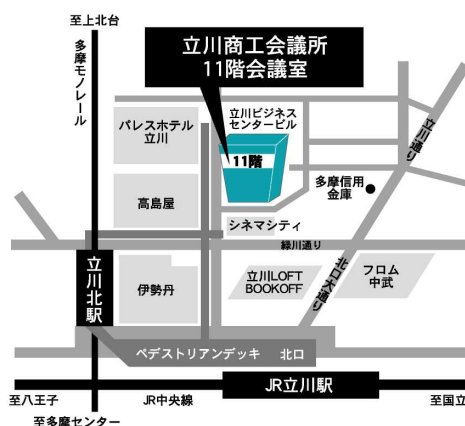 至上北台
多摩モノレール
立川商工会議所
11階会議室
パレスホテル
立川
立川ビジネス
センタービル
11階
立川通り
多摩信用
金庫
高島屋
シネマシティ
緑川通り
立川北駅
伊勢丹
立川LOFT
BOOKOFF
北口大通り
フロム
中武
ペデストリアンデッキ 北口
JR立川駅
至八王子
JR中央線
至国立
至多摩センター